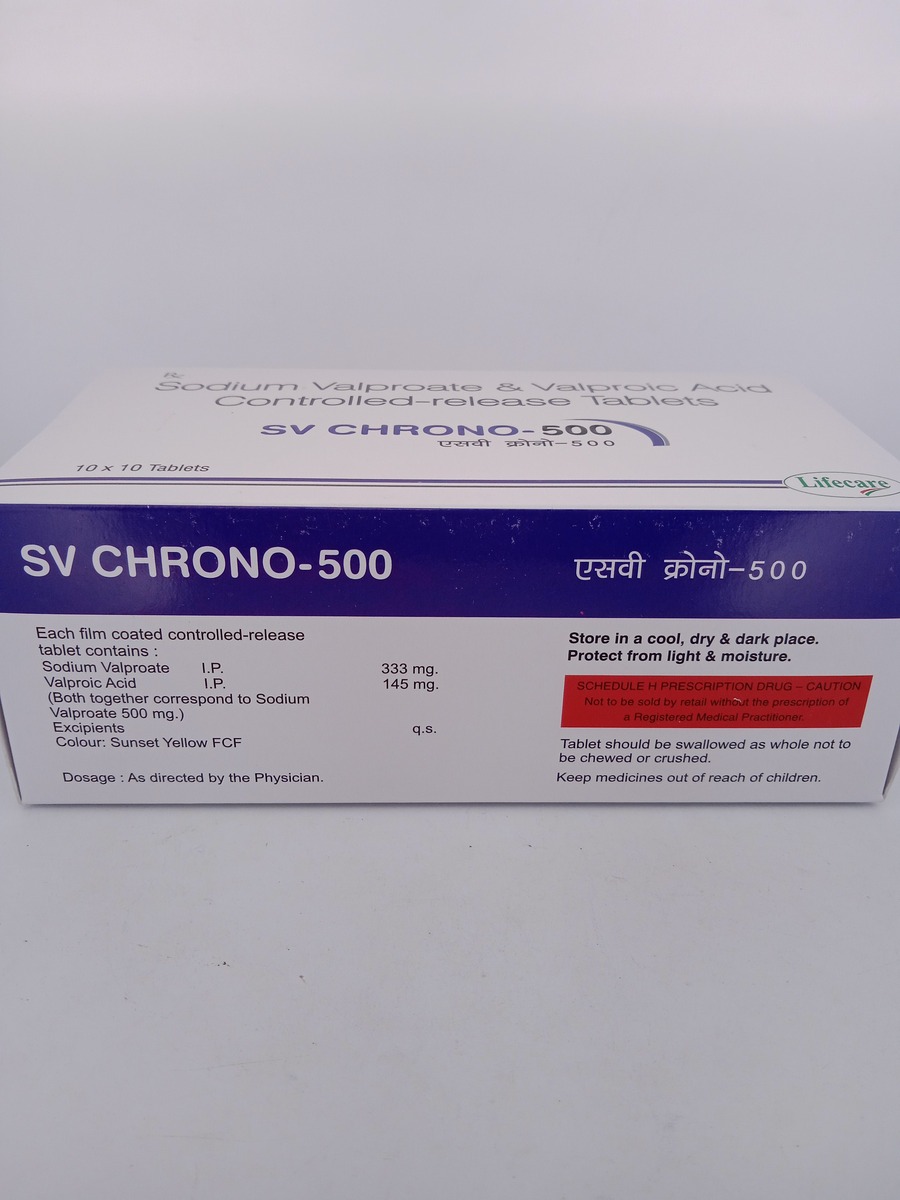 Rx
Sodium Valproate & Valproic Acid
Controlled-release Tablets
SV CHRONO-500
एसवी क्रोनो-500
10 x 10 Tablets
Lifecare
SV CHRONO-500
एसवी क्रोनो-500
Each film coated controlled-release
tablet contains :
Sodium Valproate I.P. 333 mg.
Valproic Acid I.P. 145 mg.
(Both together correspond to Sodium
Valproate 500 mg.)
Excipients q.s.
Colour: Sunset Yellow FCF
Dosage : As directed by the Physician.
Store in a cool, dry & dark place.
Protect from light & moisture.
SCHEDULE H PRESCRIPTION DRUG – CAUTION
Not to be sold by retail without the prescription of
a Registered Medical Practitioner.
Tablet should be swallowed as whole not to
be chewed or crushed.
Keep medicines out of reach of children.